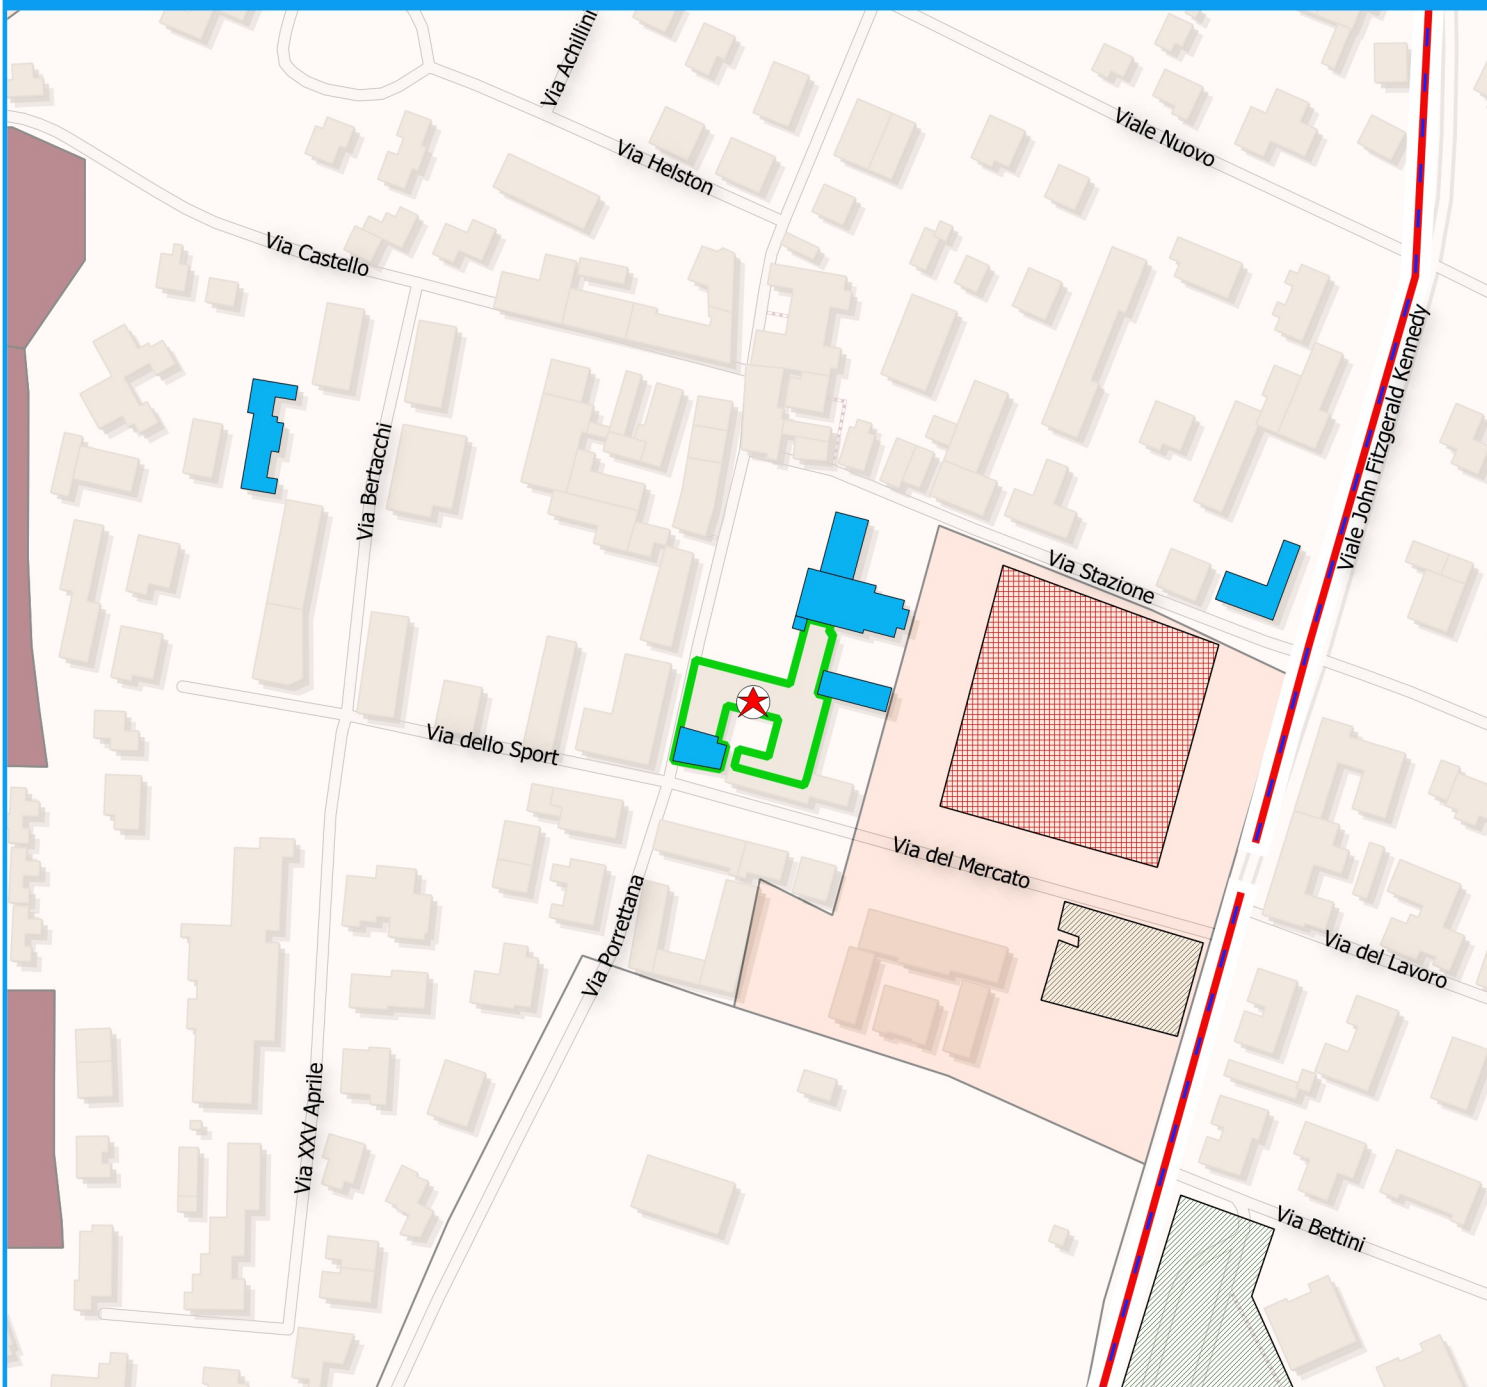 Via Achillini
Viale Nuovo
Via Helston
Via Castello
Viale John Fitzgerald Kennedy
Via Bertacchi
Via Stazione
Via dello Sport
Via del Mercato
Via Porrettana
Via del Lavoro
Via XXV Aprile
Via Bettini